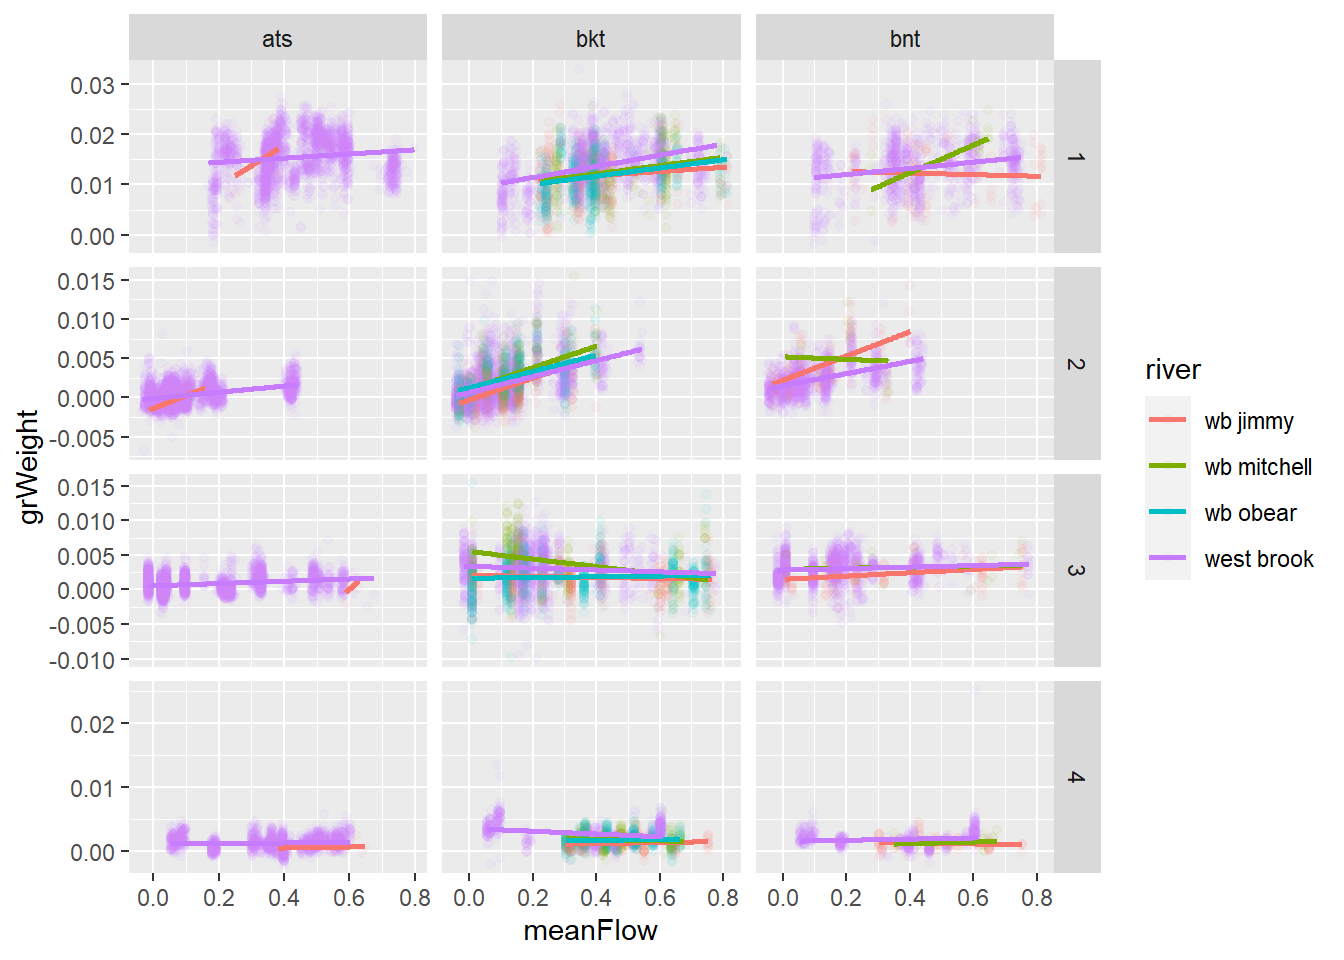 ats bkt bnt
0.03
0.02
0.01
0.00
1
0.015
0.010
0.005
0.000
-0.005
2
0.015
0.010
0.005
0.000
-0.005
-0.010
3
0.02
0.01
0.00
4
0.0 0.2 0.4 0.6 0.8 0.0 0.2 0.4 0.6 0.8 0.0 0.2 0.4 0.6 0.8
meanFlow
grWeight
river
wb jimmy
wb mitchell
wb obear
west brook